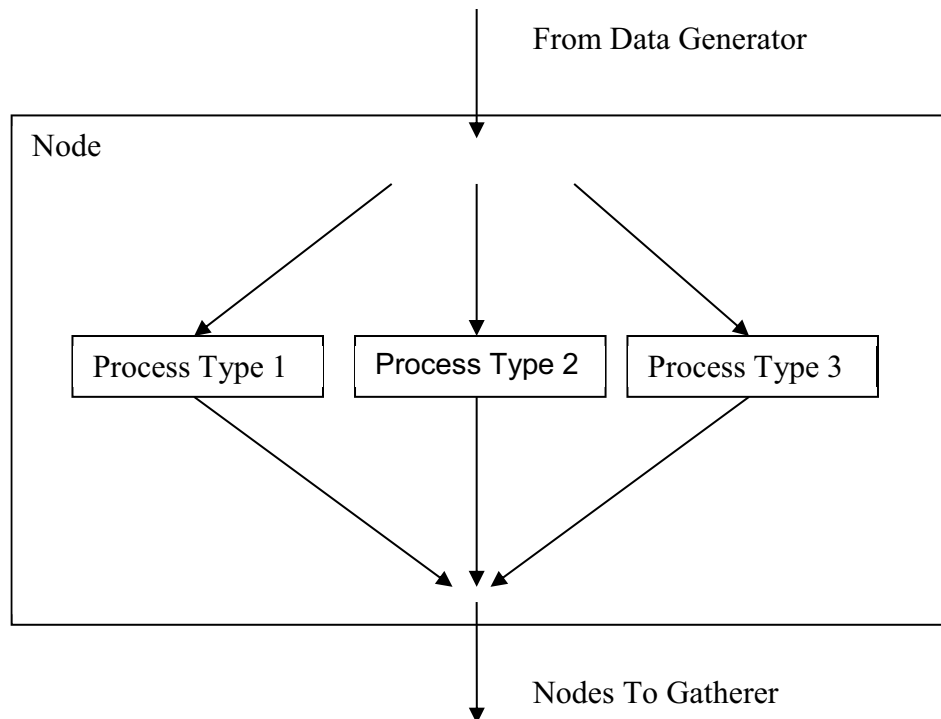 From Data Generator
Node
Process Type 1
Process Type 2
Process Type 3
Nodes To Gatherer